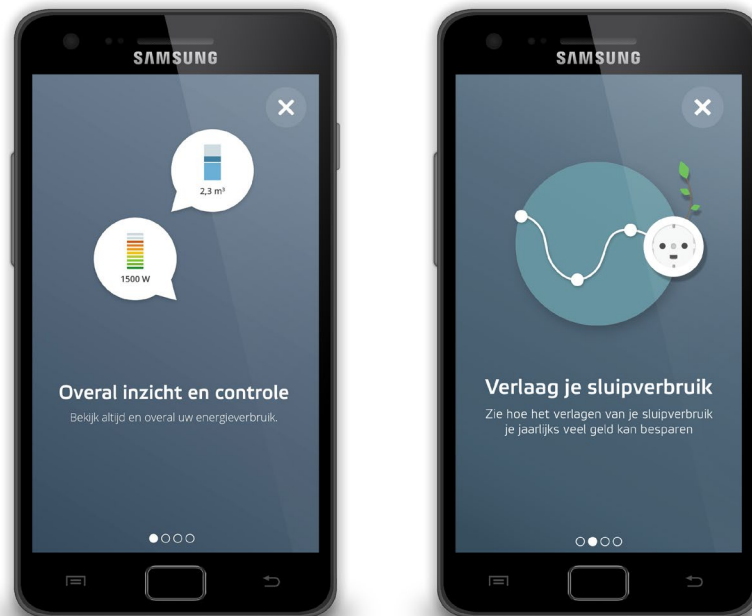 SAMSUNG
2,3 m³
1500 W
Overal inzicht en controle
Bekijk altijd en overal uw energieverbruik.
SAMSUNG
Verlaag je sluipverbruik
Zie hoe het verlagen van je sluipverbruik
je jaarlijks veel geld kan besparen